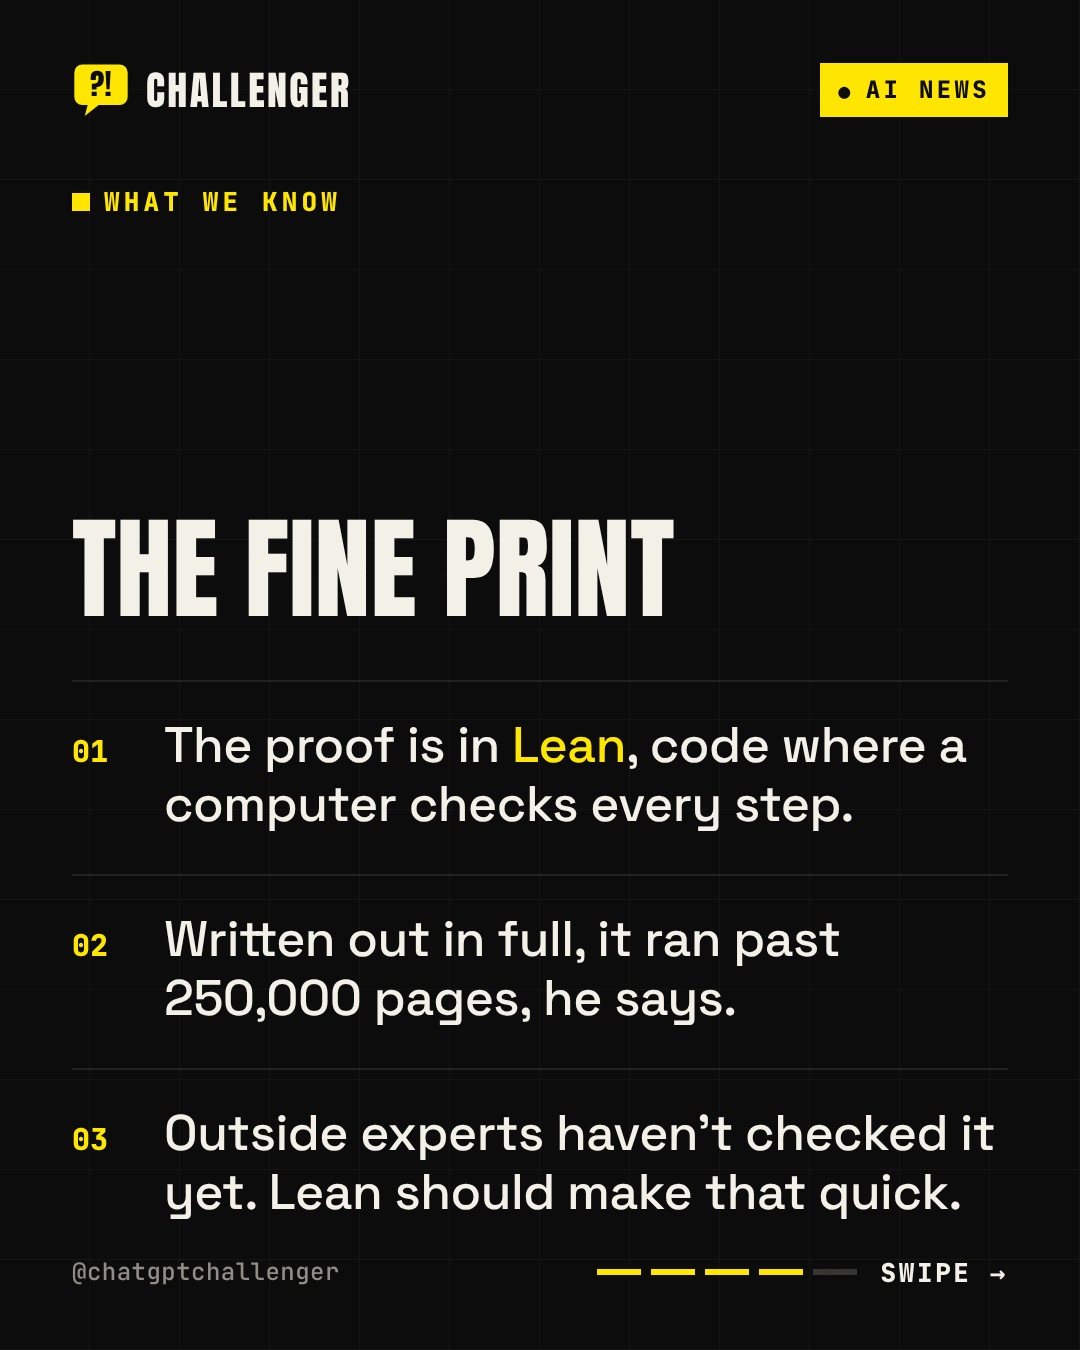 ?! CHALLENGER
● AI NEWS
WHAT WE KNOW
THE FINE PRINT
01 The proof is in Lean, code where a
computer checks every step.
02 Written out in full, it ran past
250,000 pages, he says.
03 Outside experts haven’t checked it
yet. Lean should make that quick.
@chatgptchallenger
SWIPE →